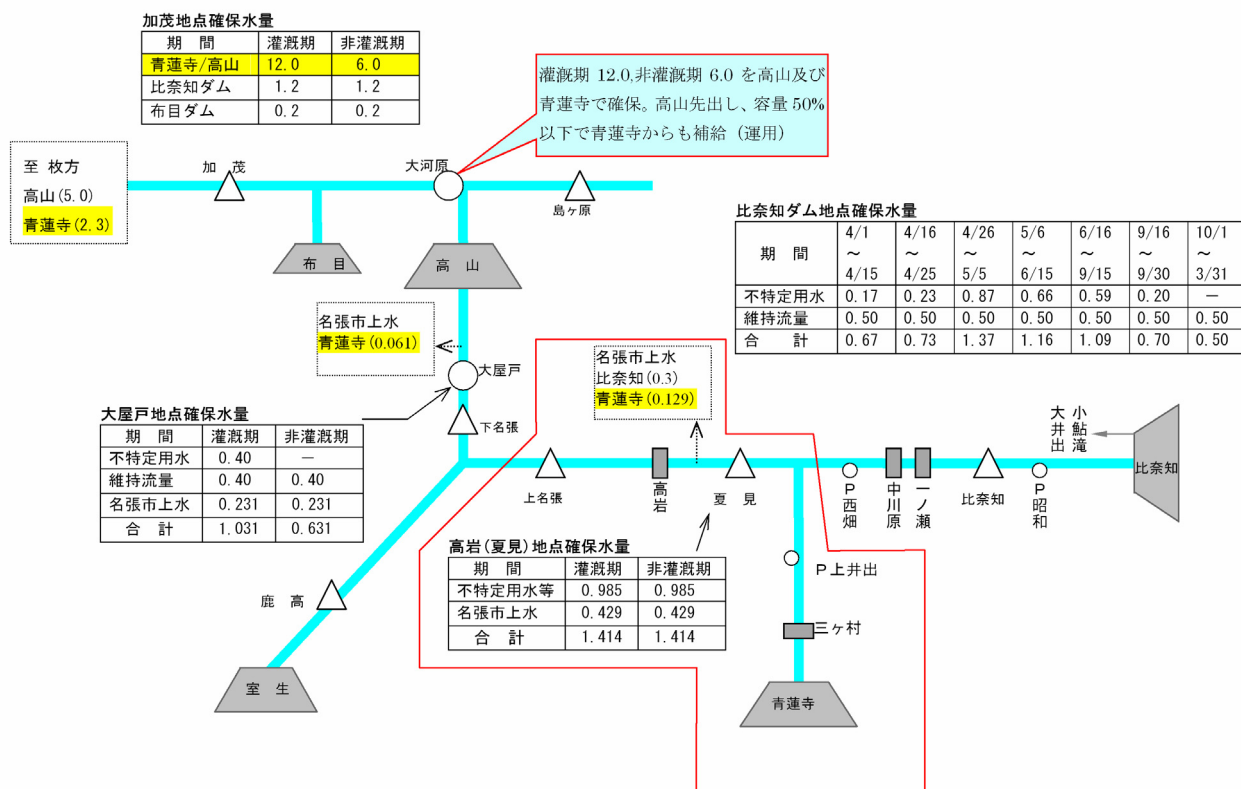 加茂地点確保水量
期 間 灌漑期 非灌漑期
青蓮寺/高山 12.0 6.0
比奈知ダム 1.2 1.2
布目ダム 0.2 0.2
灌漑期 12.0,非灌漑期 6.0 を高山及び
青蓮寺で確保。高山先出し、容量 50%
以下で青蓮寺からも補給（運用）
至 枚方
高山(5.0)
青蓮寺(2.3)
加 茂
大河原
島ヶ原
布 目
高 山
比奈知ダム地点確保水量
期 間 4/1～4/15 4/16～4/25 4/26～5/5 5/6～6/15 6/16～9/15 9/16～9/30 10/1～3/31
不特定用水 0.17 0.23 0.87 0.66 0.59 0.20 －
維持流量 0.50 0.50 0.50 0.50 0.50 0.50 0.50
合 計 0.67 0.73 1.37 1.16 1.09 0.70 0.50
名張市上水
青蓮寺(0.061)
大屋戸
名張市上水
比奈知(0.3)
青蓮寺(0.129)
大屋戸地点確保水量
期 間 灌漑期 非灌漑期
不特定用水 0.40 －
維持流量 0.40 0.40
名張市上水 0.231 0.231
合 計 1.031 0.631
下名張
上名張
高岩
夏 見
P西畑
中川原
一ノ瀬
比奈知
P昭和
小鮎滝
大井出
比奈知
高岩(夏見)地点確保水量
期 間 灌漑期 非灌漑期
不特定用水等 0.985 0.985
名張市上水 0.429 0.429
合 計 1.414 1.414
P上井出
三ヶ村
鹿 高
室 生
青蓮寺